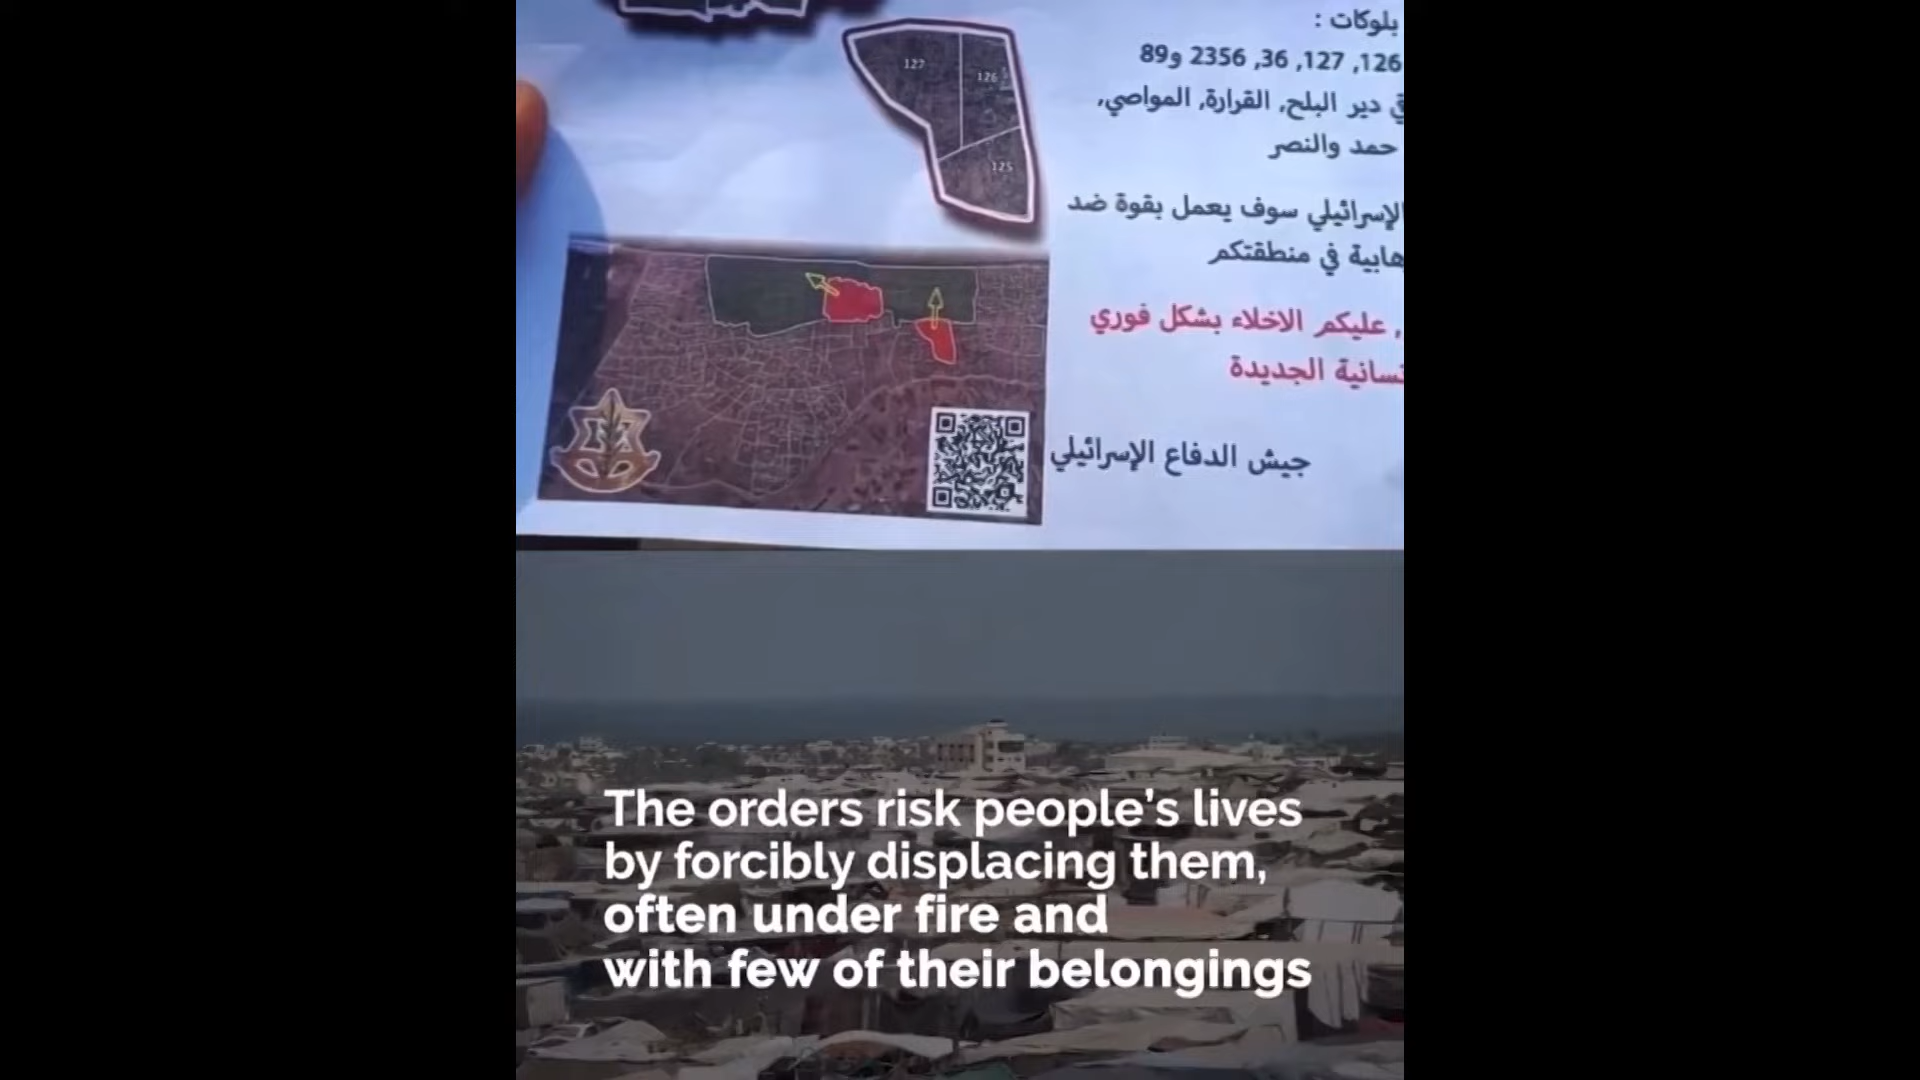 بلوكات :
126, 127, 36, 2356 و89
دير البلح, القرارة, المواصي,
حمد والنصر
الإسرائيلي سوف يعمل بقوة ضد
في منطقتكم
, عليكم الاخلاء بشكل فوري
الجديدة
جيش الدفاع الإسرائيلي
127
126
125
The orders risk people’s lives
by forcibly displacing them,
often under fire and
with few of their belongings